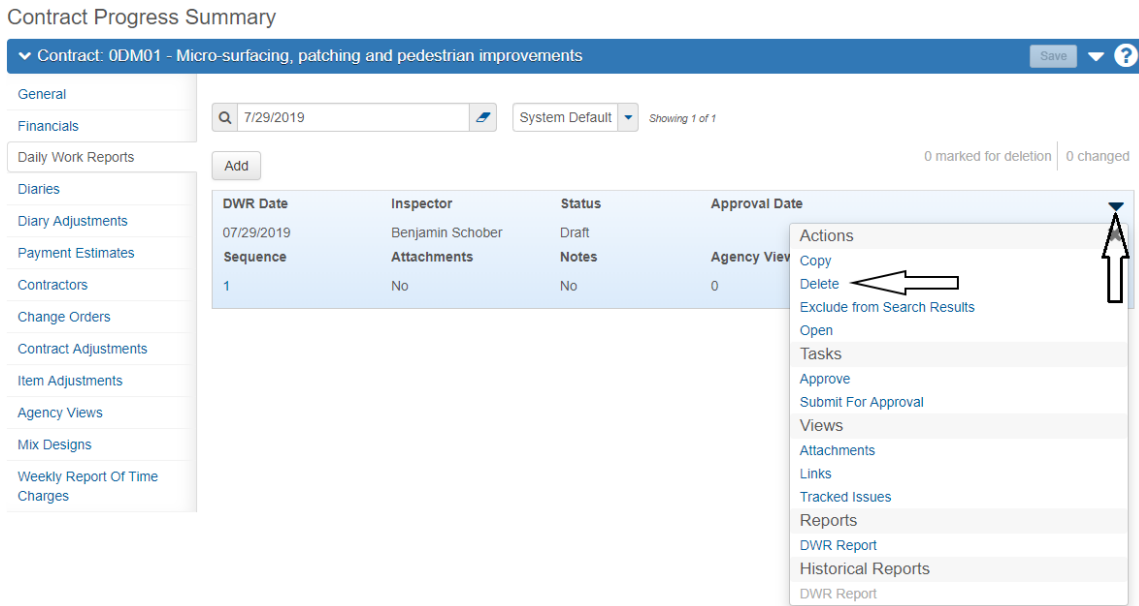 Contract Progress Summary
Contract: 0DM01 - Micro-surfacing, patching and pedestrian improvements
Save
?
General
Financials
Daily Work Reports
Diaries
Diary Adjustments
Payment Estimates
Contractors
Change Orders
Contract Adjustments
Item Adjustments
Agency Views
Mix Designs
Weekly Report Of Time
Charges
7/29/2019
System Default
Showing 1 of 1
Add
0 marked for deletion
0 changed
DWR Date Inspector Status Approval Date
07/29/2019 Benjamin Schober Draft
Sequence Attachments Notes Agency View
1 No No 0
Actions
Copy
Delete
Exclude from Search Results
Open
Tasks
Approve
Submit For Approval
Views
Attachments
Links
Tracked Issues
Reports
DWR Report
Historical Reports
DWR Report